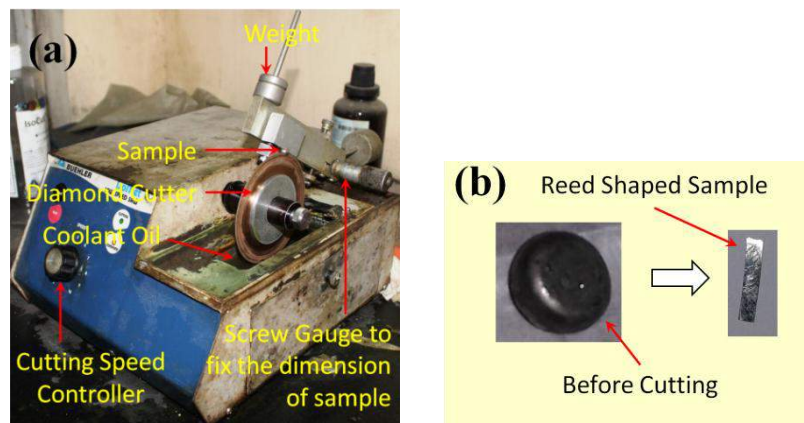 (a)
Weight
IsoCut
BUEHLER
Sample
Diamond Cutter
Coolant Oil
Cutting Speed
Controller
Screw Gauge to
fix the dimension
of sample
(b)
Reed Shaped Sample
Before Cutting